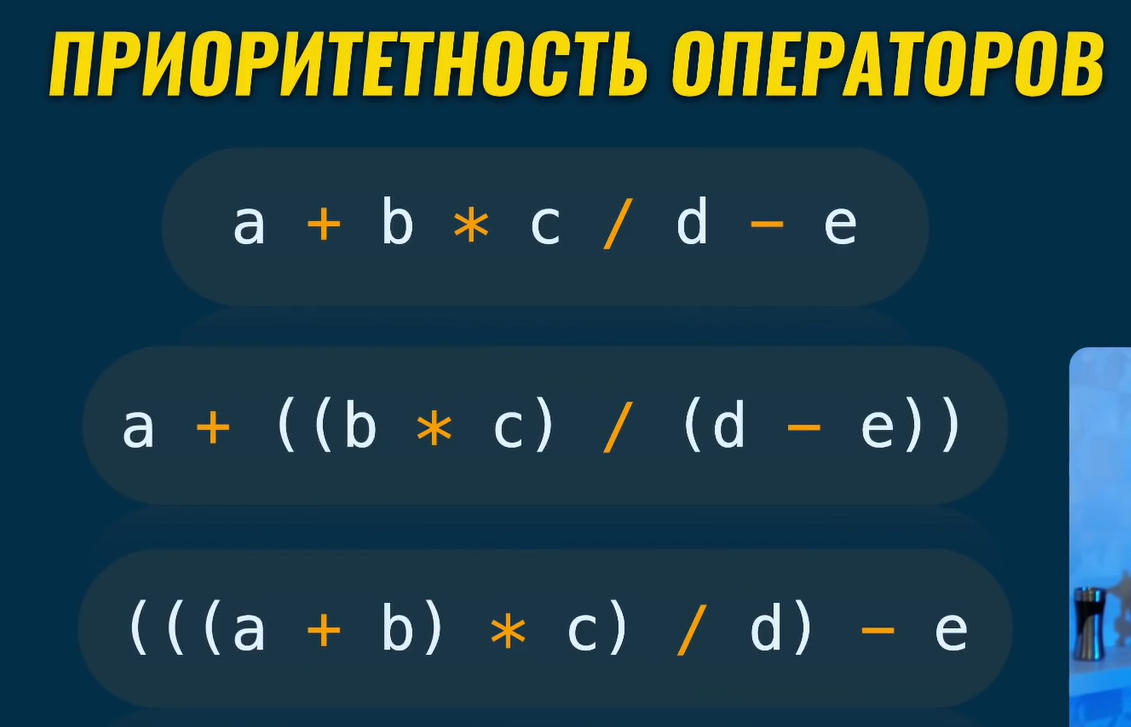 ПРИОРИТЕТНОСТЬ ОПЕРАТОРОВ
a + b * c / d − e
a + ((b * c) / (d − e))
(((a + b) * c) / d) − e